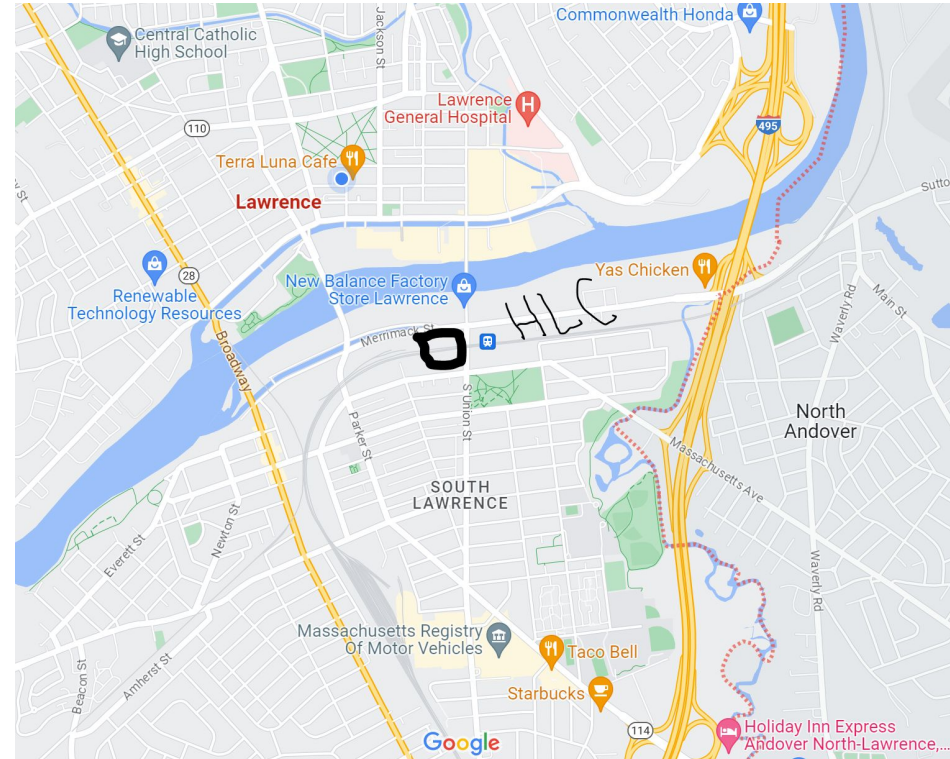 Commonwealth Honda
Central Catholic
High School
Jackson St
Lawrence
General Hospital
110
495
Terra Luna Cafe
Lawrence
Sutto
28
Renewable
Technology Resources
New Balance Factory
Store Lawrence
Yas Chicken
HLC
Merrimack St
Main St
Waverly Rd
Broadway
S Union St
Parker St
North
Andover
Massachusetts Ave
SOUTH
LAWRENCE
Newton St
Everett St
Waverly Rd
Massachusetts Registry
Of Motor Vehicles
Taco Bell
Starbucks
Beacon St
Amherst St
114
Holiday Inn Express
Andover North-Lawrence,...
Google